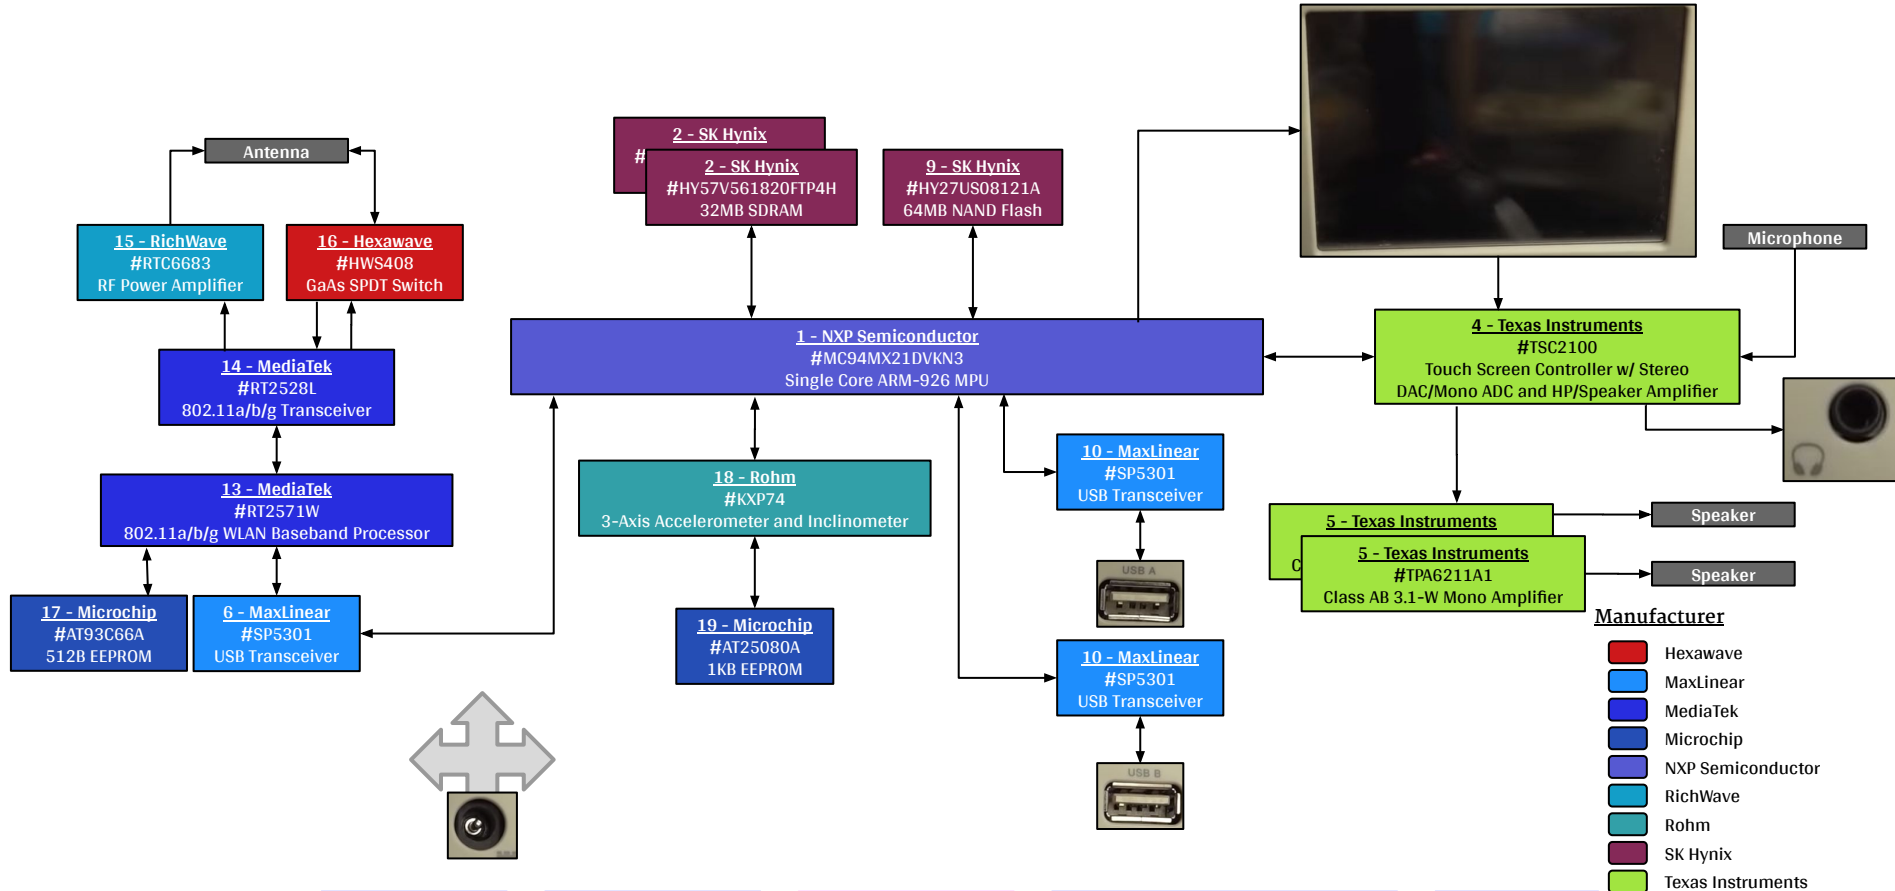 Antenna
2 - SK Hynix
#
2 - SK Hynix
#HY57V561820FTP4H
32MB SDRAM
9 - SK Hynix
#HY27US08121A
64MB NAND Flash
15 - RichWave
#RTC6683
RF Power Amplifier
16 - Hexawave
#HWS408
GaAs SPDT Switch
Microphone
1 - NXP Semiconductor
#MC94MX21DVKN3
Single Core ARM-926 MPU
4 - Texas Instruments
#TSC2100
Touch Screen Controller w/ Stereo
DAC/Mono ADC and HP/Speaker Amplifier
14 - MediaTek
#RT2528L
802.11a/b/g Transceiver
13 - MediaTek
#RT2571W
802.11a/b/g WLAN Baseband Processor
18 - Rohm
#KXP74
3-Axis Accelerometer and Inclinometer
10 - MaxLinear
#SP5301
USB Transceiver
USB A
5 - Texas Instruments
C
5 - Texas Instruments
#TPA6211A1
Class AB 3.1-W Mono Amplifier
Speaker
Speaker
17 - Microchip
#AT93C66A
512B EEPROM
6 - MaxLinear
#SP5301
USB Transceiver
19 - Microchip
#AT25080A
1KB EEPROM
10 - MaxLinear
#SP5301
USB Transceiver
USB B
Manufacturer
Hexawave
MaxLinear
MediaTek
Microchip
NXP Semiconductor
RichWave
Rohm
SK Hynix
Texas Instruments